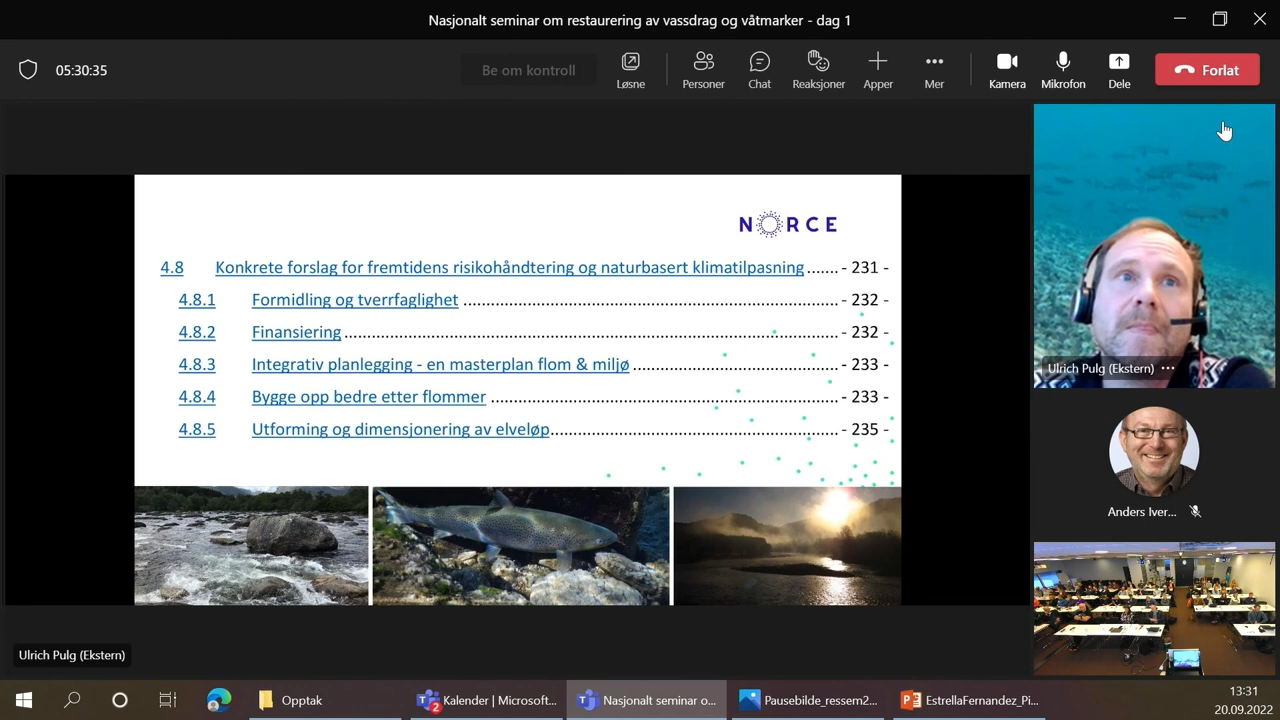 Nasjonalt seminar om restaurering av vassdrag og våtmarker - dag 1
05:30:35
Be om kontroll
Løsne
Personer
Chat
Reaksjoner
Apper
Mer
Kamera
Mikrofon
Dele
Forlat
NORCE
4.8 Konkrete forslag for fremtidens risikohåndtering og naturbasert klimatilpasning ....... - 231 -
4.8.1 Formidling og tverrfaglighet ... - 232 -
4.8.2 Finansiering ... - 232 -
4.8.3 Integrativ planlegging - en masterplan flom & miljø ... - 233 -
4.8.4 Bygge opp bedre etter flommer ... - 233 -
4.8.5 Utforming og dimensjonering av elveløp ... - 235 -
Ulrich Pulg (Ekstern) ...
Anders Iver...
Ulrich Pulg (Ekstern)
Opptak
2
Kalender | Microsoft...
Nasjonalt seminar o...
Pausebilde_ressem2...
EstrellaFernandez_Pi...
13:31
20.09.2022